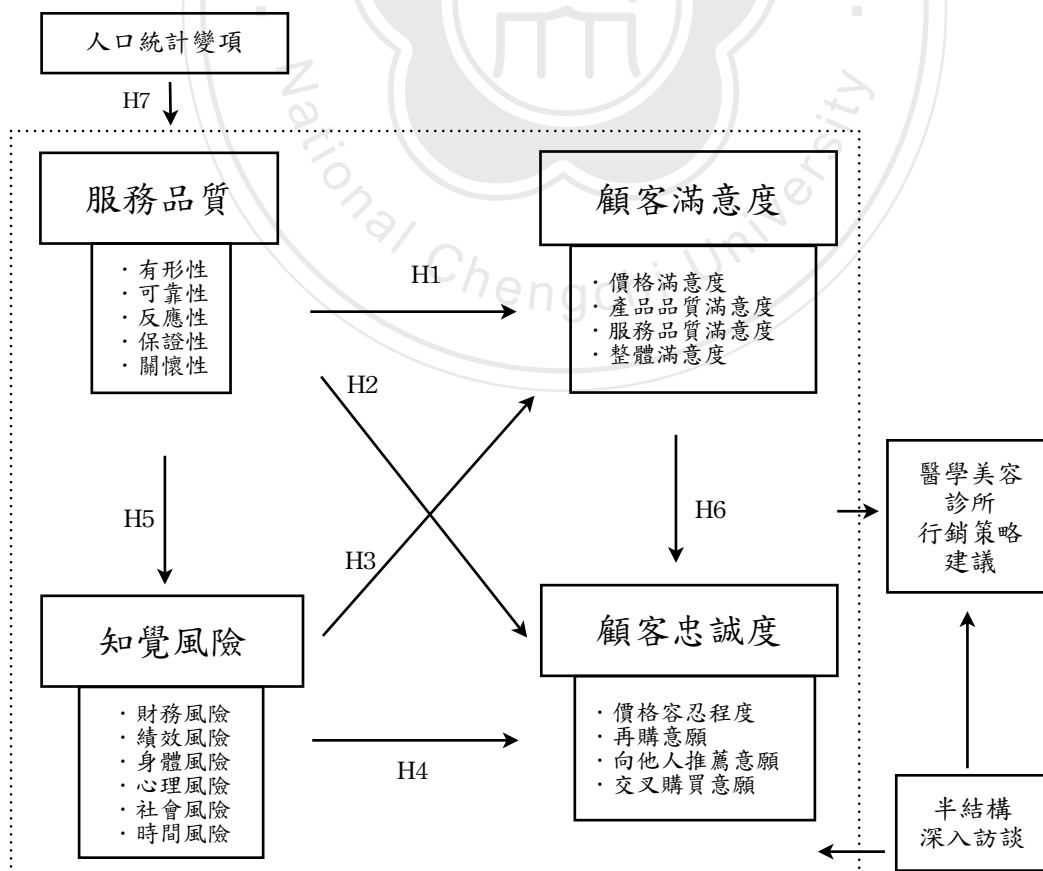 人口統計變項
H7
服務品質
·有形性
·可靠性
·反應性
·保證性
·關懷性
H1
顧客滿意度
·價格滿意度
·產品品質滿意度
·服務品質滿意度
·整體滿意度
H2
H5
H3
H6
醫學美容
診所
行銷策略
建議
知覺風險
·財務風險
·績效風險
·身體風險
·心理風險
·社會風險
·時間風險
H4
顧客忠誠度
·價格容忍程度
·再購意願
·向他人推薦意願
·交叉購買意願
半結構
深入訪談
National Chengchi University